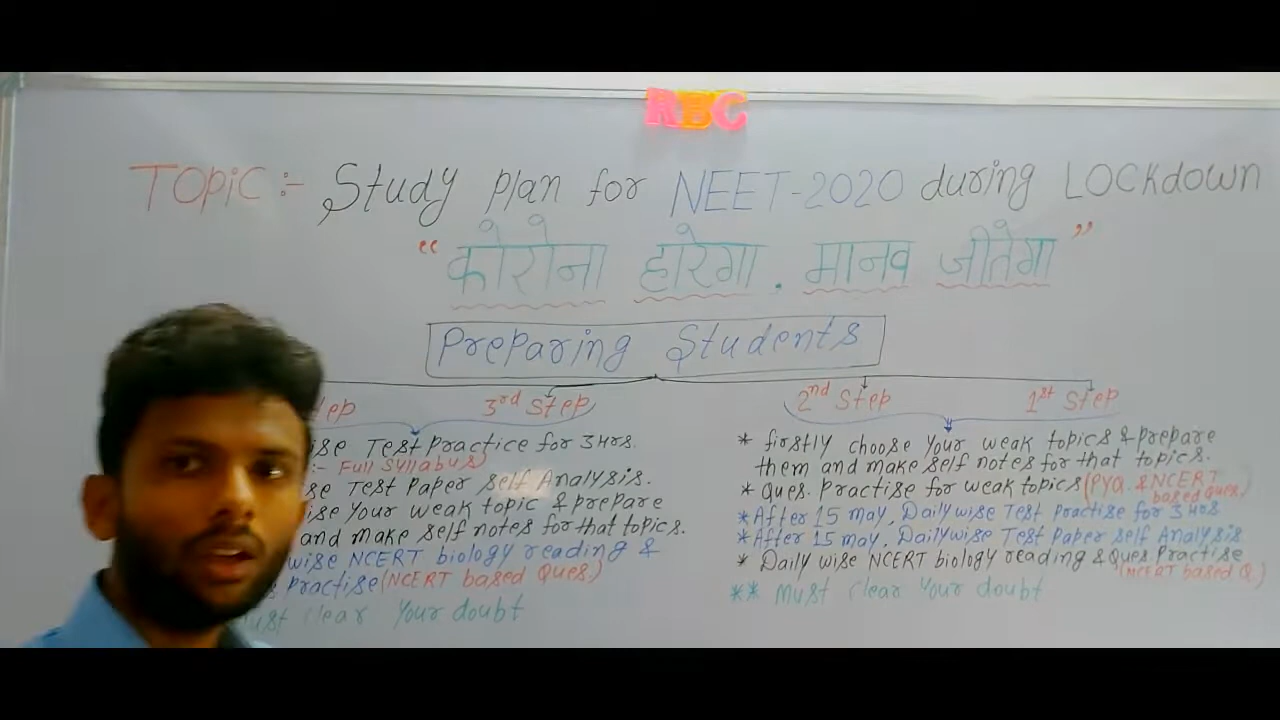 RBC
TOPiC:- Study plan for NEET-2020 during LOCKdown
“कोरोना हारेगा. मानव जीतेगा”
Preparing Students
3rd Step
2nd Step
1st Step
Test Practice for 3Hrs.
:- Full Syllabus)
Test Paper self Analysis.
Your weak topic & prepare
and make self notes for that topics.
wise NCERT biology reading &
Practise (NCERT based Ques.)
clear Your doubt
* firstly choose Your weak topics & prepare
them and make self notes for that topics.
* Ques. Practise for weak topics (PYQ. & NCERT
based Ques.)
* After 15 may, Dailywise Test Practise for 3 HRS
* After 15 may, Dailywise Test Paper self Analysis
* Daily wise NCERT biology reading & Ques Practise
(NCERT based Q.)
** Must clear Your doubt